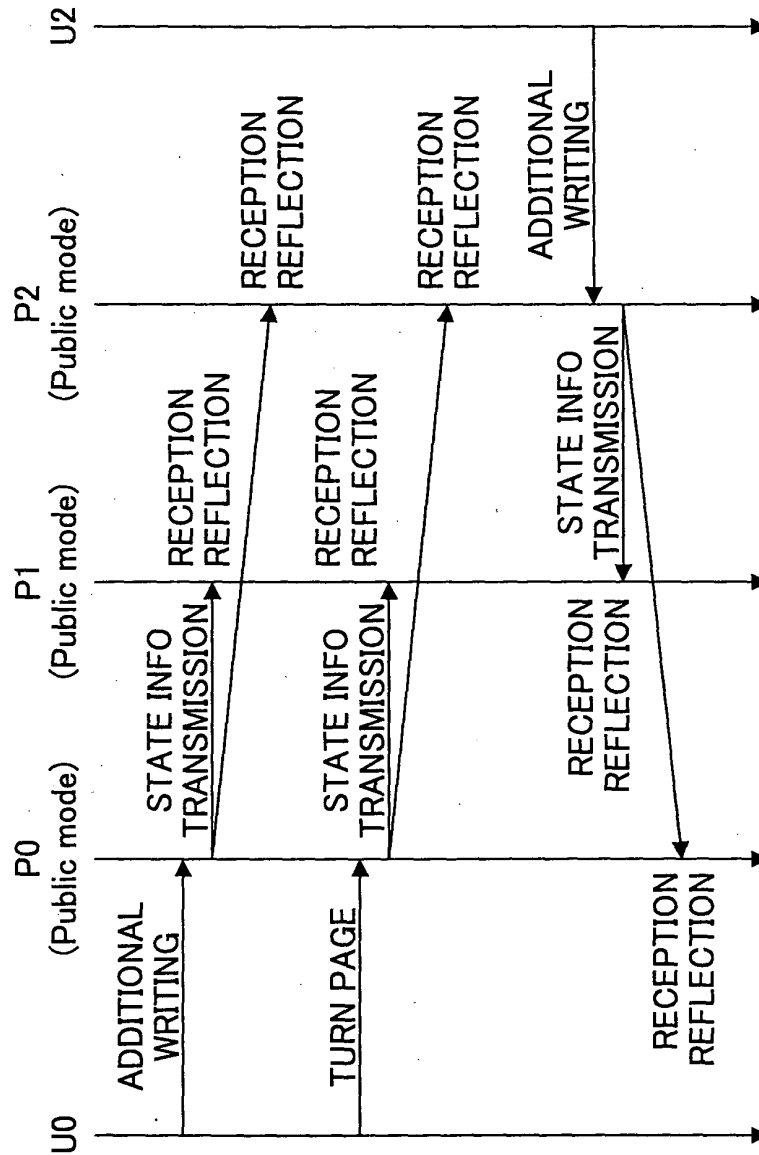 U0
P0
(Public mode)
P1
(Public mode)
P2
(Public mode)
U2
ADDITIONAL
WRITING
STATE INFO
TRANSMISSION
RECEPTION
REFLECTION
RECEPTION
REFLECTION
TURN PAGE
STATE INFO
TRANSMISSION
RECEPTION
REFLECTION
RECEPTION
REFLECTION
ADDITIONAL
WRITING
STATE INFO
TRANSMISSION
RECEPTION
REFLECTION
RECEPTION
REFLECTION